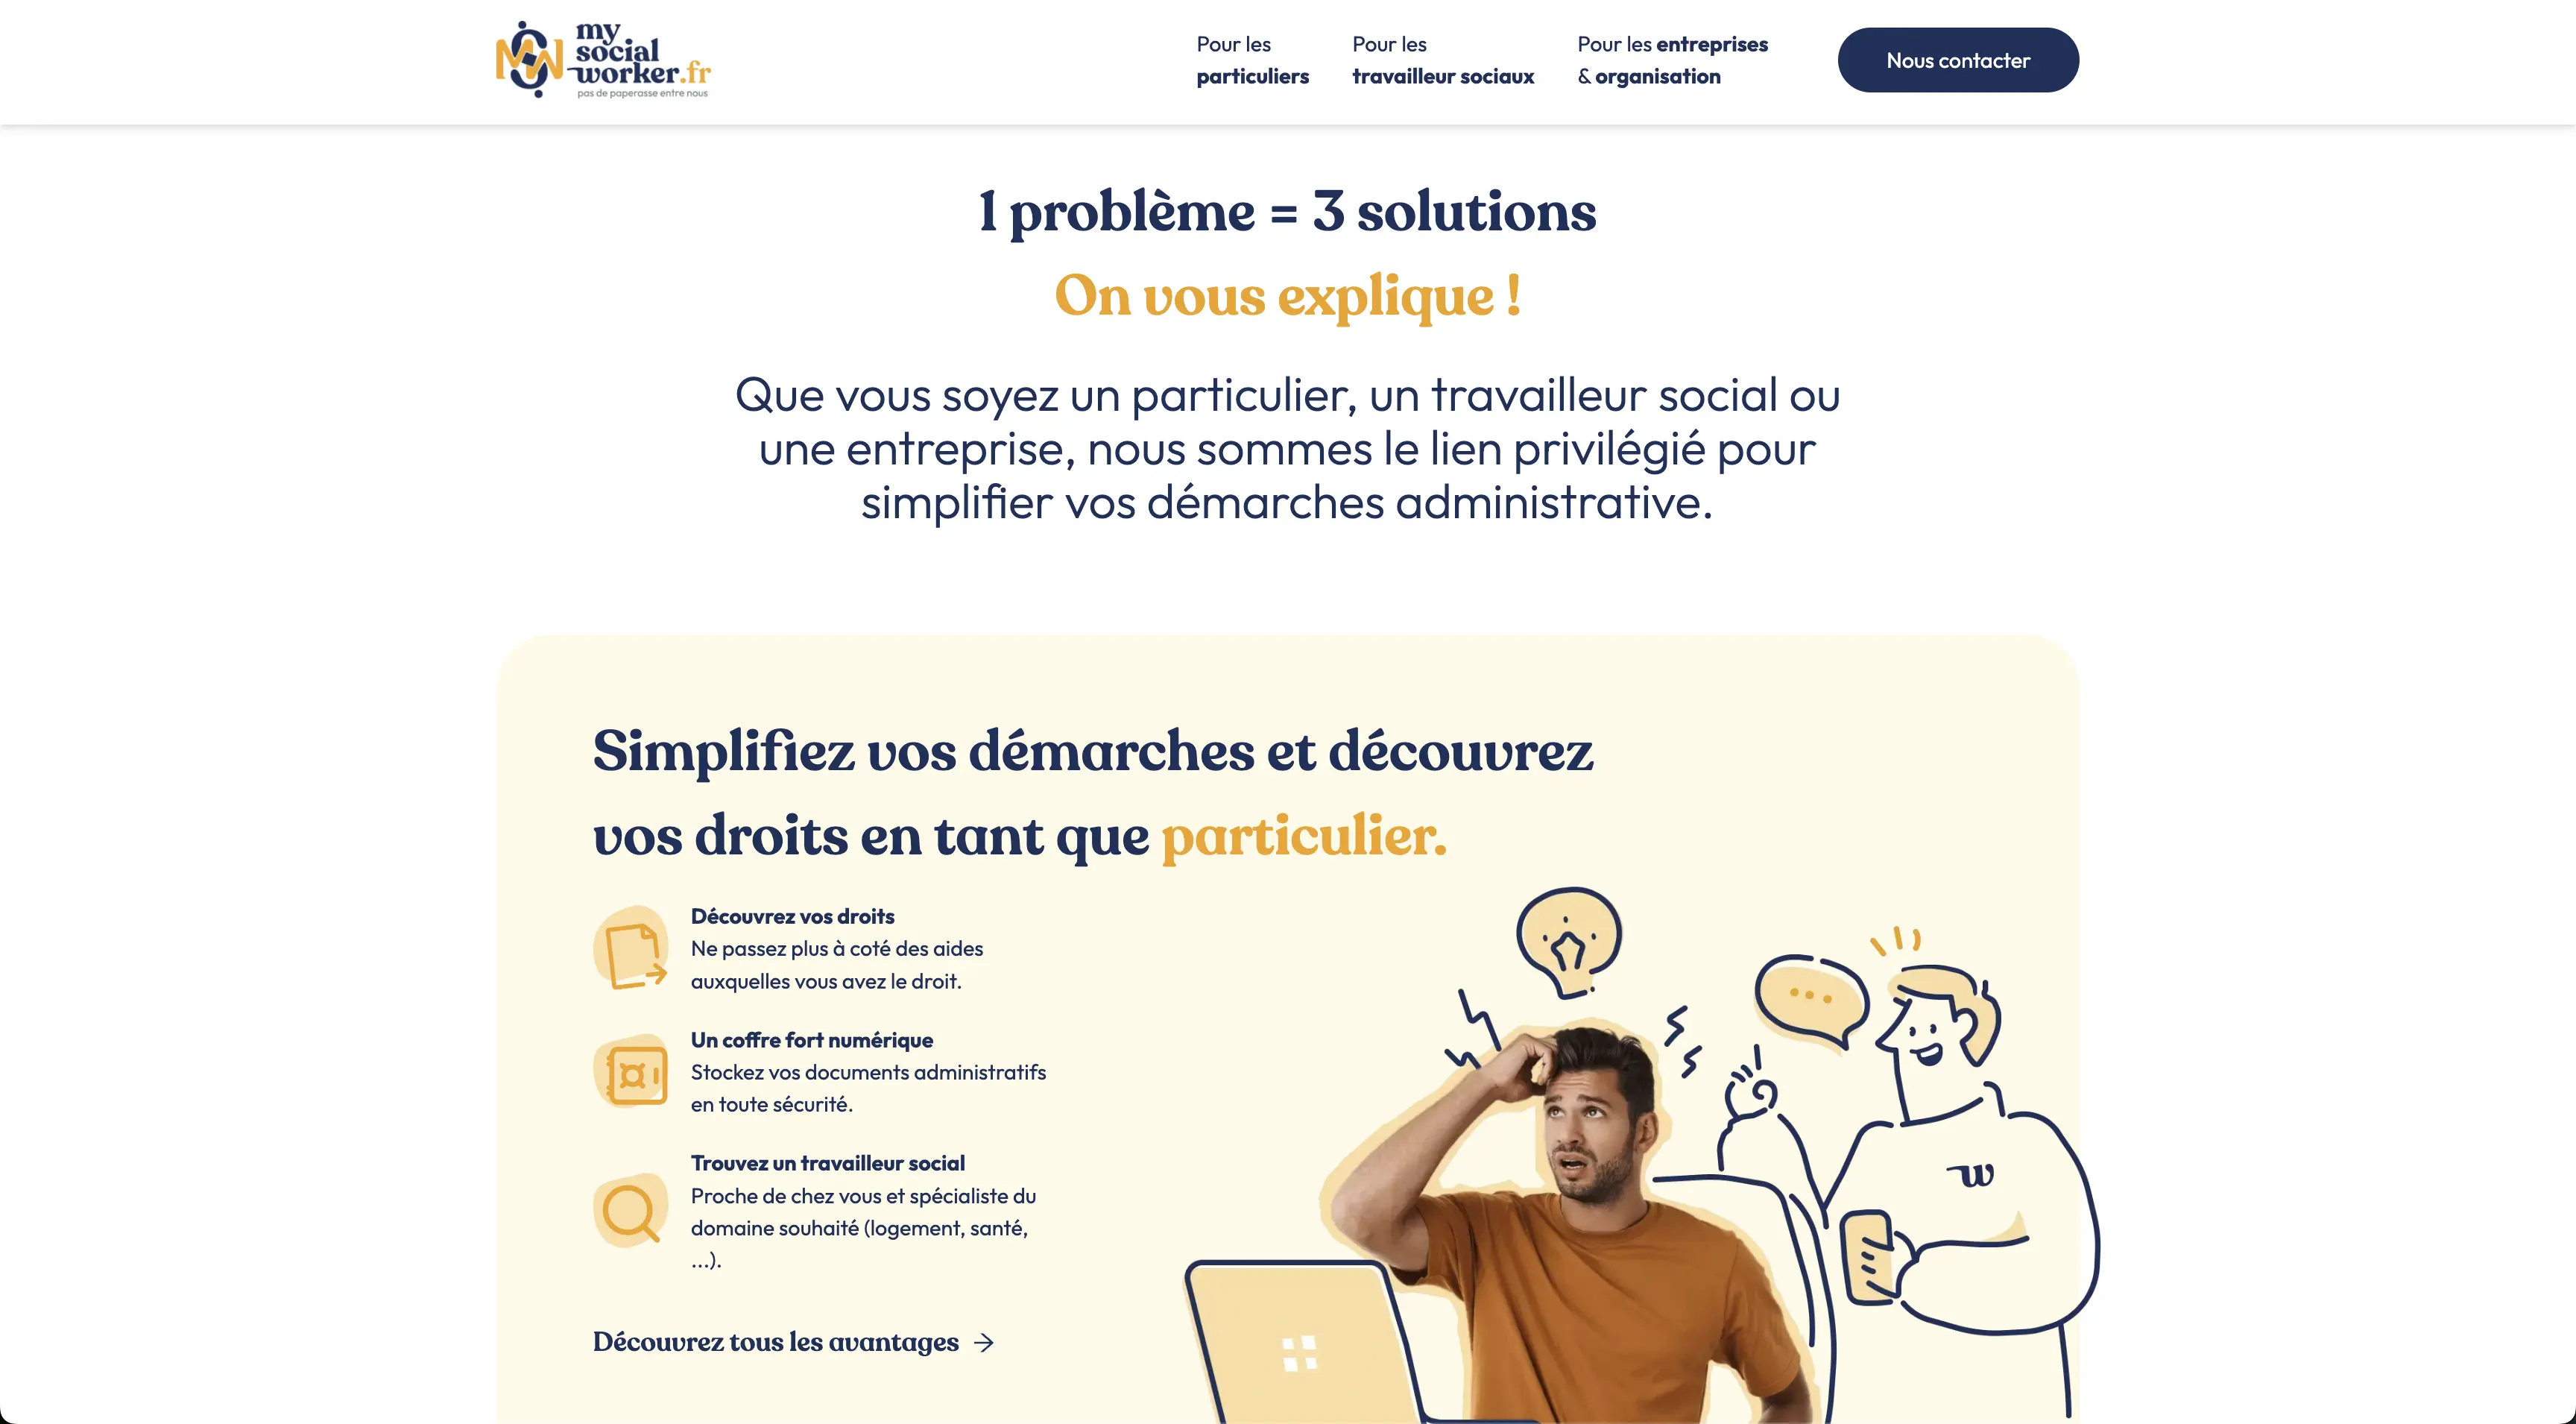 my
social
worker.fr
pas de paperasse entre nous
Pour les
particuliers
Pour les
travailleur sociaux
Pour les entreprises
& organisation
Nous contacter
1 problème = 3 solutions
On vous explique !
Que vous soyez un particulier, un travailleur social ou
une entreprise, nous sommes le lien privilégié pour
simplifier vos démarches administrative.
Simplifiez vos démarches et découvrez
vos droits en tant que particulier.
Découvrez vos droits
Ne passez plus à coté des aides
auxquelles vous avez le droit.
Un coffre fort numérique
Stockez vos documents administratifs
en toute sécurité.
Trouvez un travailleur social
Proche de chez vous et spécialiste du
domaine souhaité (logement, santé,
...).
Découvrez tous les avantages →
w